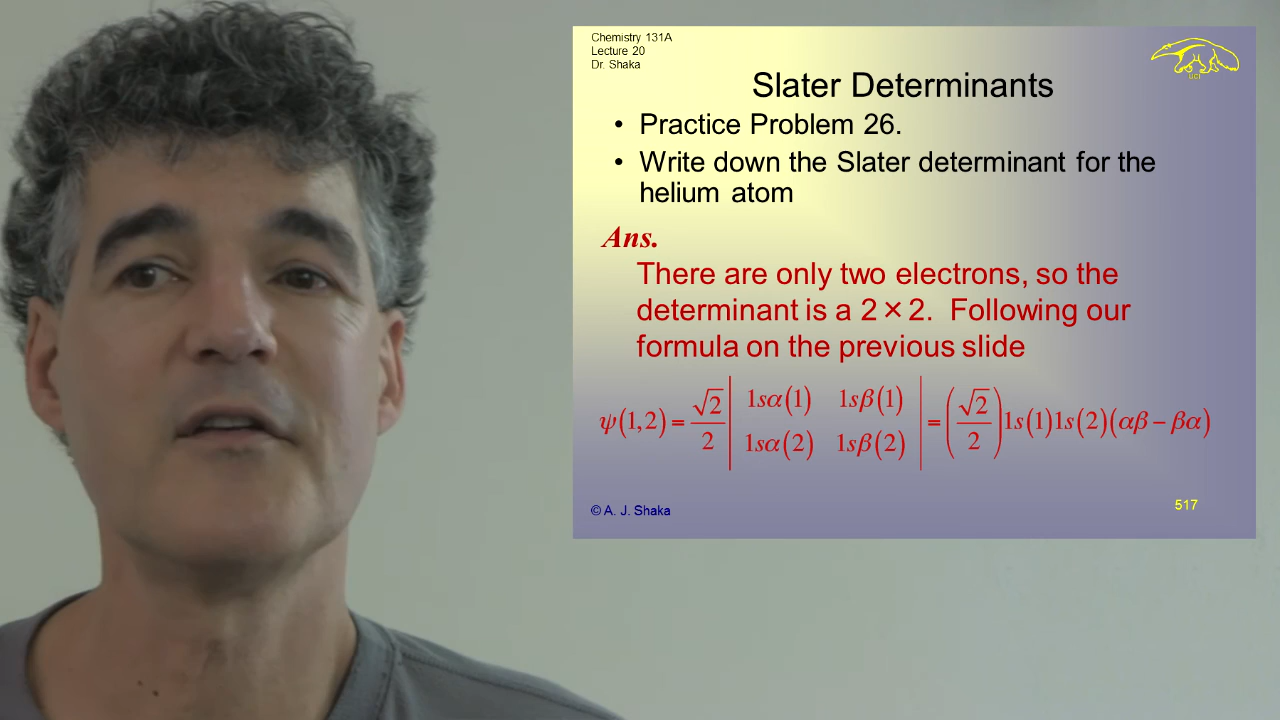 Chemistry 131A
Lecture 20
Dr. Shaka
UCI
Slater Determinants
• Practice Problem 26.
• Write down the Slater determinant for the
helium atom
Ans.
There are only two electrons, so the
determinant is a 2 × 2. Following our
formula on the previous slide
ψ(1,2) = √2/2 | 1sα(1) 1sβ(1) | = (√2/2) 1s(1)1s(2)(αβ − βα)
| 1sα(2) 1sβ(2) |
© A. J. Shaka
517